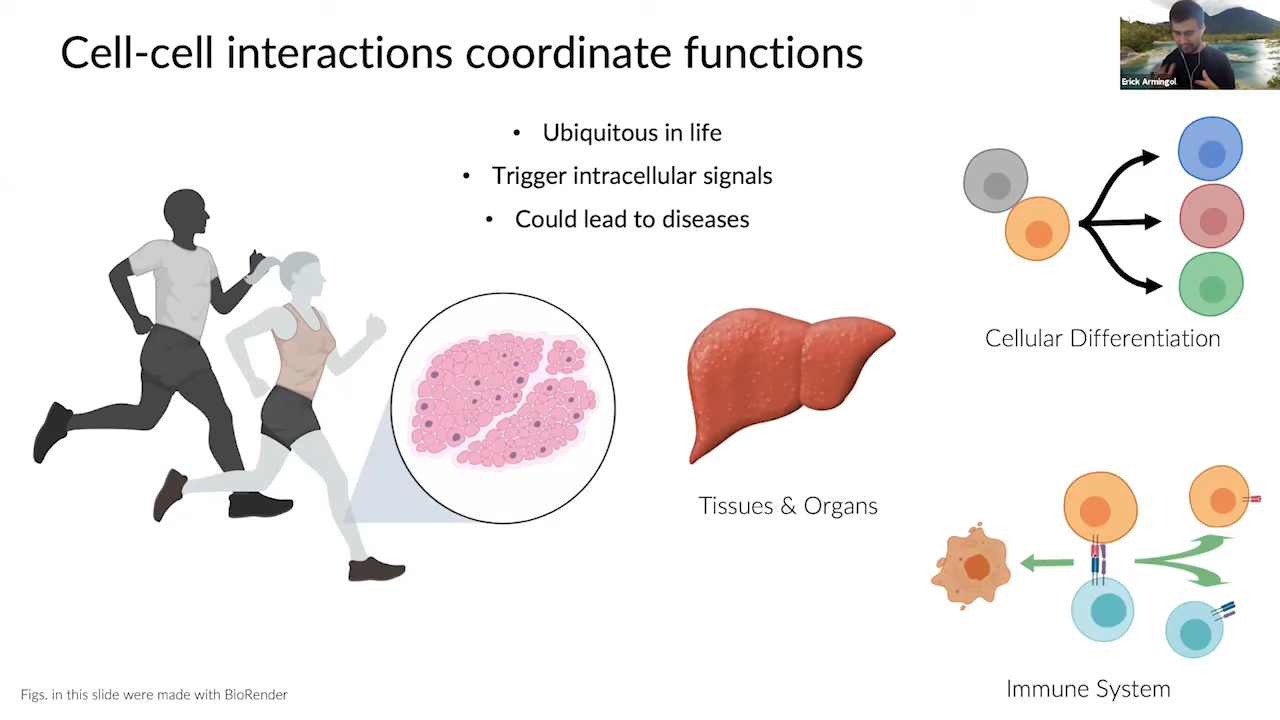 Cell-cell interactions coordinate functions
Erick Armingol
• Ubiquitous in life
• Trigger intracellular signals
• Could lead to diseases
Cellular Differentiation
Tissues & Organs
Immune System
Figs. in this slide were made with BioRender